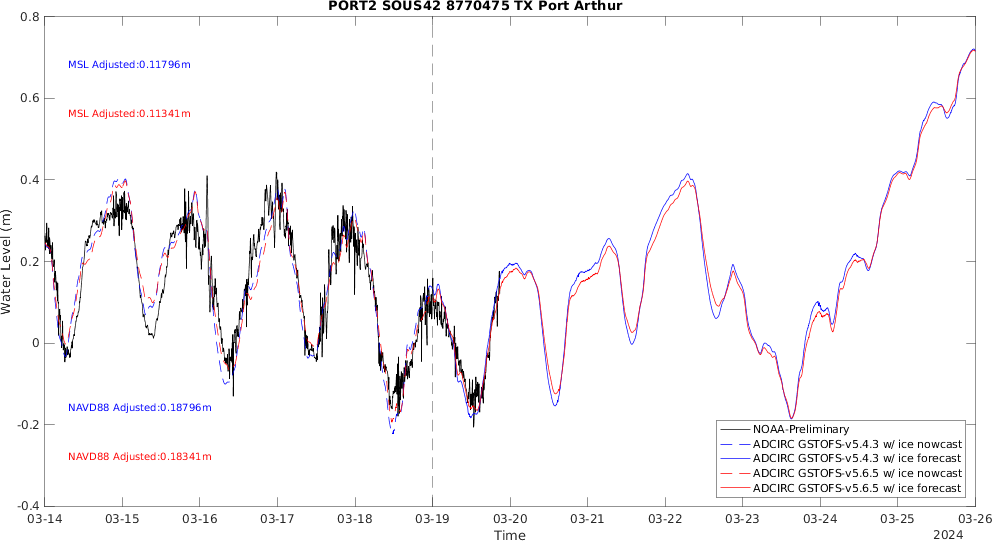 PORT2 SOUS42 8770475 TX Port Arthur
Water Level (m)
0.8
0.6
0.4
0.2
0
-0.2
-0.4
MSL Adjusted:0.11796m
MSL Adjusted:0.11341m
NAVD88 Adjusted:0.18796m
NAVD88 Adjusted:0.18341m
NOAA-Preliminary
ADCIRC GSTOFS-v5.4.3 w/ ice nowcast
ADCIRC GSTOFS-v5.4.3 w/ ice forecast
ADCIRC GSTOFS-v5.6.5 w/ ice nowcast
ADCIRC GSTOFS-v5.6.5 w/ ice forecast
03-14 03-15 03-16 03-17 03-18 03-19 03-20 03-21 03-22 03-23 03-24 03-25 03-26
Time
2024